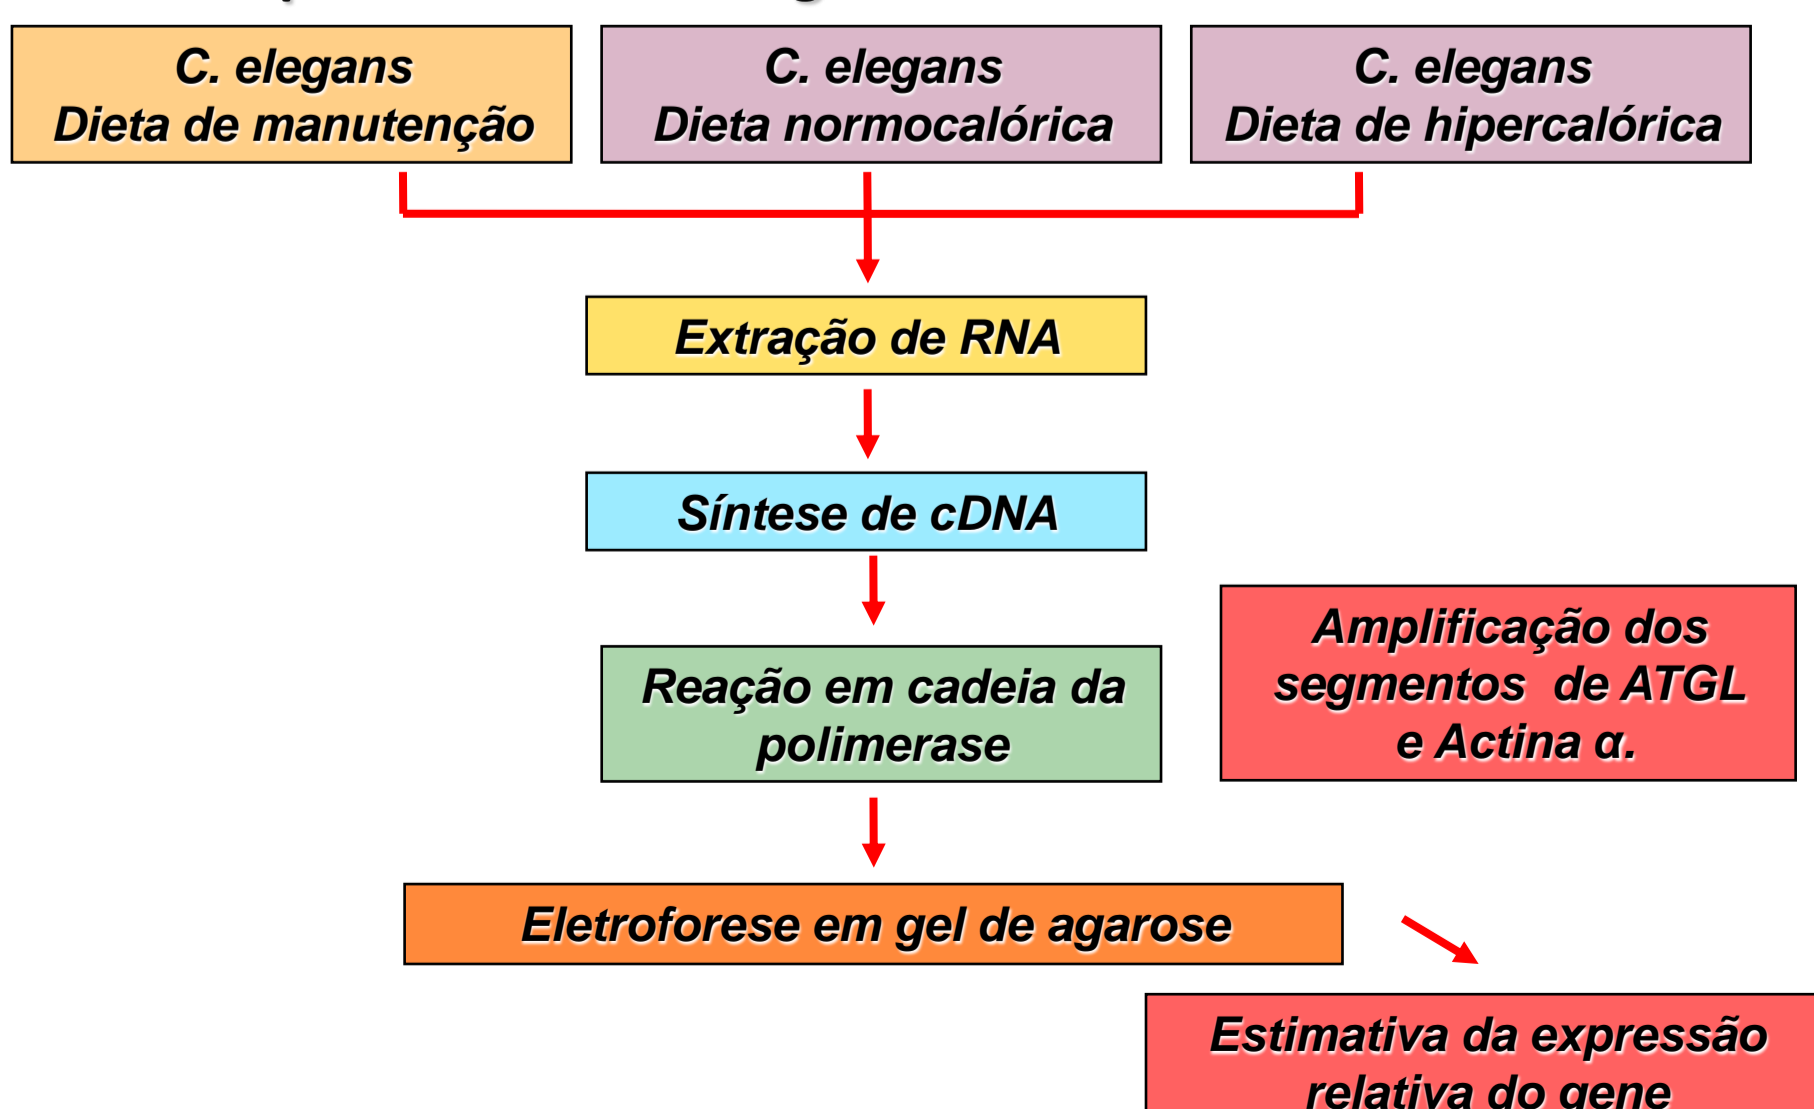 C. elegans
Dieta de manutenção
C. elegans
Dieta normocalórica
C. elegans
Dieta de hipercalórica
Extração de RNA
Síntese de cDNA
Reação em cadeia da
polimerase
Amplificação dos
segmentos de ATGL
e Actina α.
Eletroforese em gel de agarose
Estimativa da expressão
relativa do gene